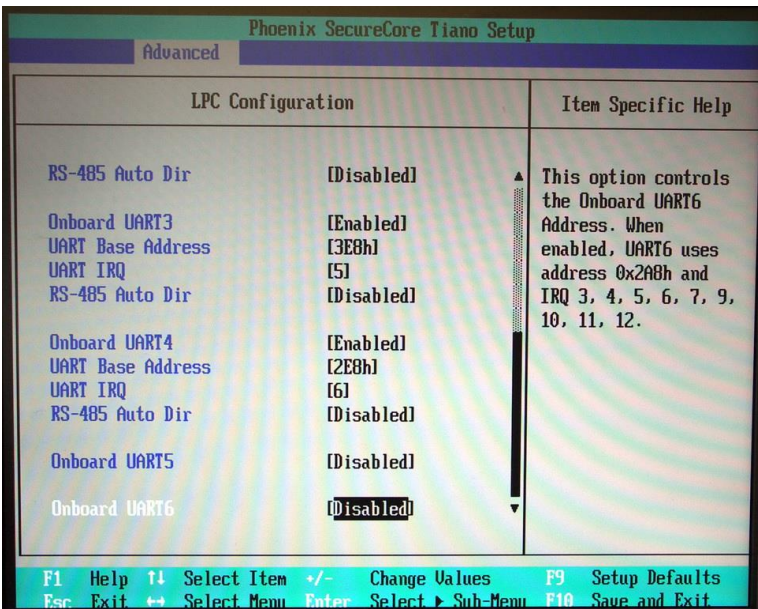 Phoenix SecureCore Tiano Setup
Advanced
LPC Configuration
RS-485 Auto Dir [Disabled]
Onboard UART3 [Enabled]
UART Base Address [3E8h]
UART IRQ [5]
RS-485 Auto Dir [Disabled]
Onboard UART4 [Enabled]
UART Base Address [2E8h]
UART IRQ [6]
RS-485 Auto Dir [Disabled]
Onboard UART5 [Disabled]
Onboard UART6 [Disabled]
Item Specific Help
This option controls
the Onboard UART6
Address. When
enabled, UART6 uses
address 0x2A8h and
IRQ 3, 4, 5, 6, 7, 9,
10, 11, 12.
F1 Help ↑↓ Select Item +/- Change Values F9 Setup Defaults
Esc Exit ↔ Select Menu Enter Select ▶ Sub-Menu F10 Save and Exit